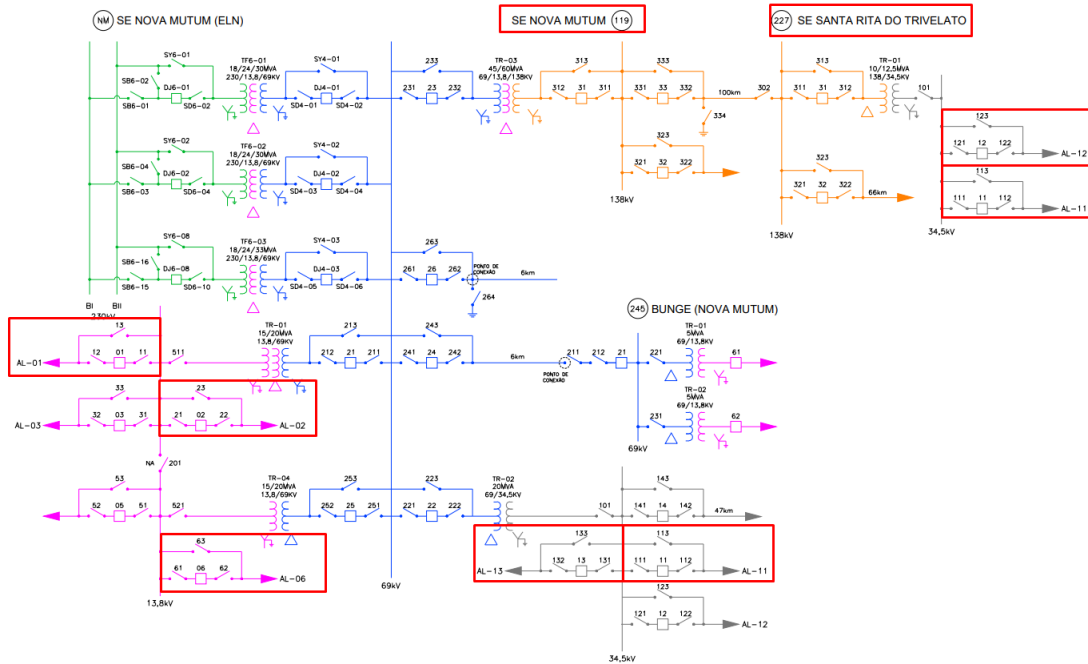 NM SE NOVA MUTUM (ELN)
SE NOVA MUTUM 119
227 SE SANTA RITA DO TRIVELATO
SY6-01
SB6-02
SB6-01
DJ6-01
SD6-02
TF6-01
18/24/30MVA
230/13,8/69KV
SY4-01
DJ4-01
SD4-01
SD4-02
233
231
23
232
TR-03
45/60MVA
69/13,8/138KV
313
312
31
311
333
331
33
332
100km
334
302
313
311
31
312
TR-01
10/12,5MVA
138/34,5KV
101
123
121
12
122
AL-12
113
111
11
112
AL-11
34,5kV
SY6-02
SB6-04
SB6-03
DJ6-02
SD6-04
TF6-02
18/24/30MVA
230/13,8/69KV
SY4-02
DJ4-02
SD4-03
SD4-04
323
321
32
322
138kV
323
321
32
322
66km
138kV
SY6-08
SB6-16
SB6-15
DJ6-08
SD6-10
TF6-03
18/24/33MVA
230/13,8/69KV
SY4-03
DJ4-03
SD4-05
SD4-06
263
261
26
262
PONTO DE
CONEXÃO
6km
264
BI
BII
230kV
245 BUNGE (NOVA MUTUM)
13
AL-01
12
01
11
511
TR-01
15/20MVA
13,8/69KV
213
212
21
211
243
241
24
242
6km
PONTO DE
CONEXÃO
211
212
21
221
TR-01
5MVA
69/13,8KV
61
33
AL-03
32
03
31
23
21
02
22
AL-02
231
TR-02
5MVA
69/13,8KV
62
69kV
NA
201
53
52
05
51
521
TR-04
15/20MVA
13,8/69KV
253
252
25
251
223
221
22
222
TR-02
20MVA
69/34,5KV
101
143
141
14
142
47km
63
61
06
62
AL-06
13,8kV
69kV
133
AL-13
132
13
131
113
111
11
112
AL-11
123
121
12
122
AL-12
34,5kV